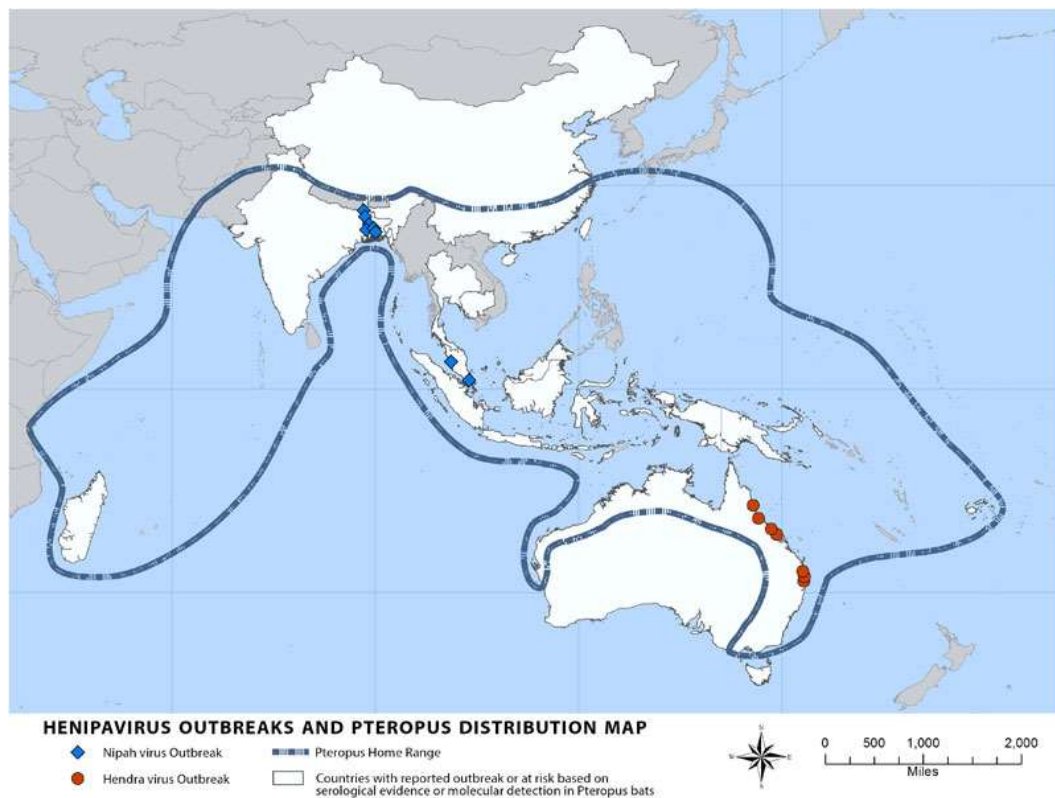 HENIPAVIRUS OUTBREAKS AND PTEROPUS DISTRIBUTION MAP
Nipah virus Outbreak
Pteropus Home Range
Hendra virus Outbreak
Countries with reported outbreak or at risk based on
serological evidence or molecular detection in Pteropus bats
N
W
E
S
0 500 1,000 2,000
Miles